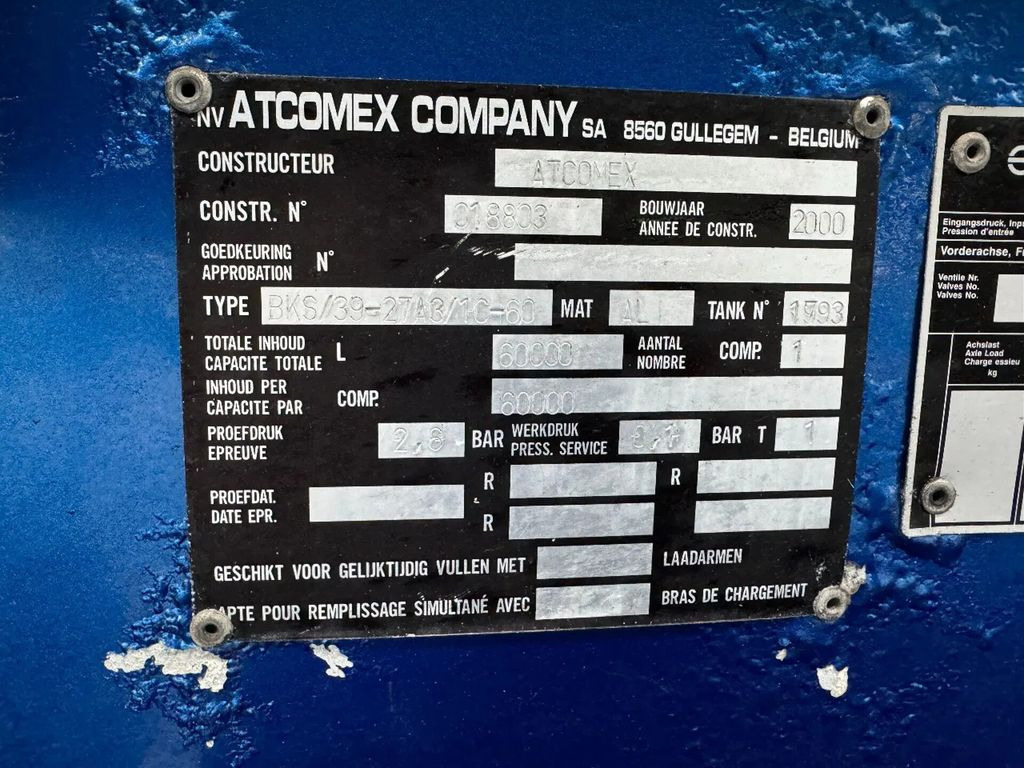 NV ATCOMEX COMPANY SA 8560 GULLEGEM - BELGIUM
CONSTRUCTEUR ATCOMEX
CONSTR. N° 018803 BOUWJAAR
ANNEE DE CONSTR. 2000
GOEDKEURING
APPROBATION N°
TYPE BKS/39-27A3/1C-60 MAT AL TANK N° 1593
TOTALE INHOUD
CAPACITE TOTALE L 60000 AANTAL
NOMBRE COMP. 1
INHOUD PER
CAPACITE PAR COMP. 60000
PROEFDRUK
EPREUVE BAR WERKDRUK
PRESS. SERVICE BAR T 1
R R
PROEFDAT.
DATE EPR.
R
GESCHIKT VOOR GELIJKTIJDIG VULLEN MET LAADARMEN
APTE POUR REMPLISSAGE SIMULTANÉ AVEC BRAS DE CHARGEMENT
Eingangsdruck,
Pression d'entrée
Vorderachse,
Ventile Nr.
Valves No.
Valves No.
Achslast
Axle Load
Charge essieu
kg